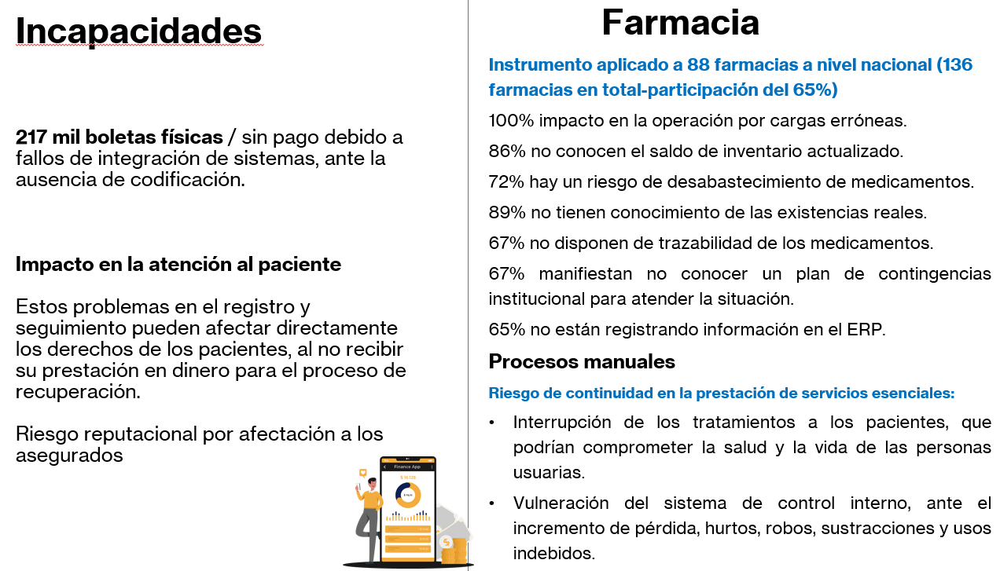 Incapacidades
217 mil boletas físicas / sin pago debido a
fallos de integración de sistemas, ante la
ausencia de codificación.
Impacto en la atención al paciente
Estos problemas en el registro y
seguimiento pueden afectar directamente
los derechos de los pacientes, al no recibir
su prestación en dinero para el proceso de
recuperación.
Riesgo reputacional por afectación a los
asegurados
Finance App
$ 16,128
Farmacia
Instrumento aplicado a 88 farmacias a nivel nacional (136
farmacias en total-participación del 65%)
100% impacto en la operación por cargas erróneas.
86% no conocen el saldo de inventario actualizado.
72% hay un riesgo de desabastecimiento de medicamentos.
89% no tienen conocimiento de las existencias reales.
67% no disponen de trazabilidad de los medicamentos.
67% manifiestan no conocer un plan de contingencias
institucional para atender la situación.
65% no están registrando información en el ERP.
Procesos manuales
Riesgo de continuidad en la prestación de servicios esenciales:
• Interrupción de los tratamientos a los pacientes, que
podrían comprometer la salud y la vida de las personas
usuarias.
• Vulneración del sistema de control interno, ante el
incremento de pérdida, hurtos, robos, sustracciones y usos
indebidos.